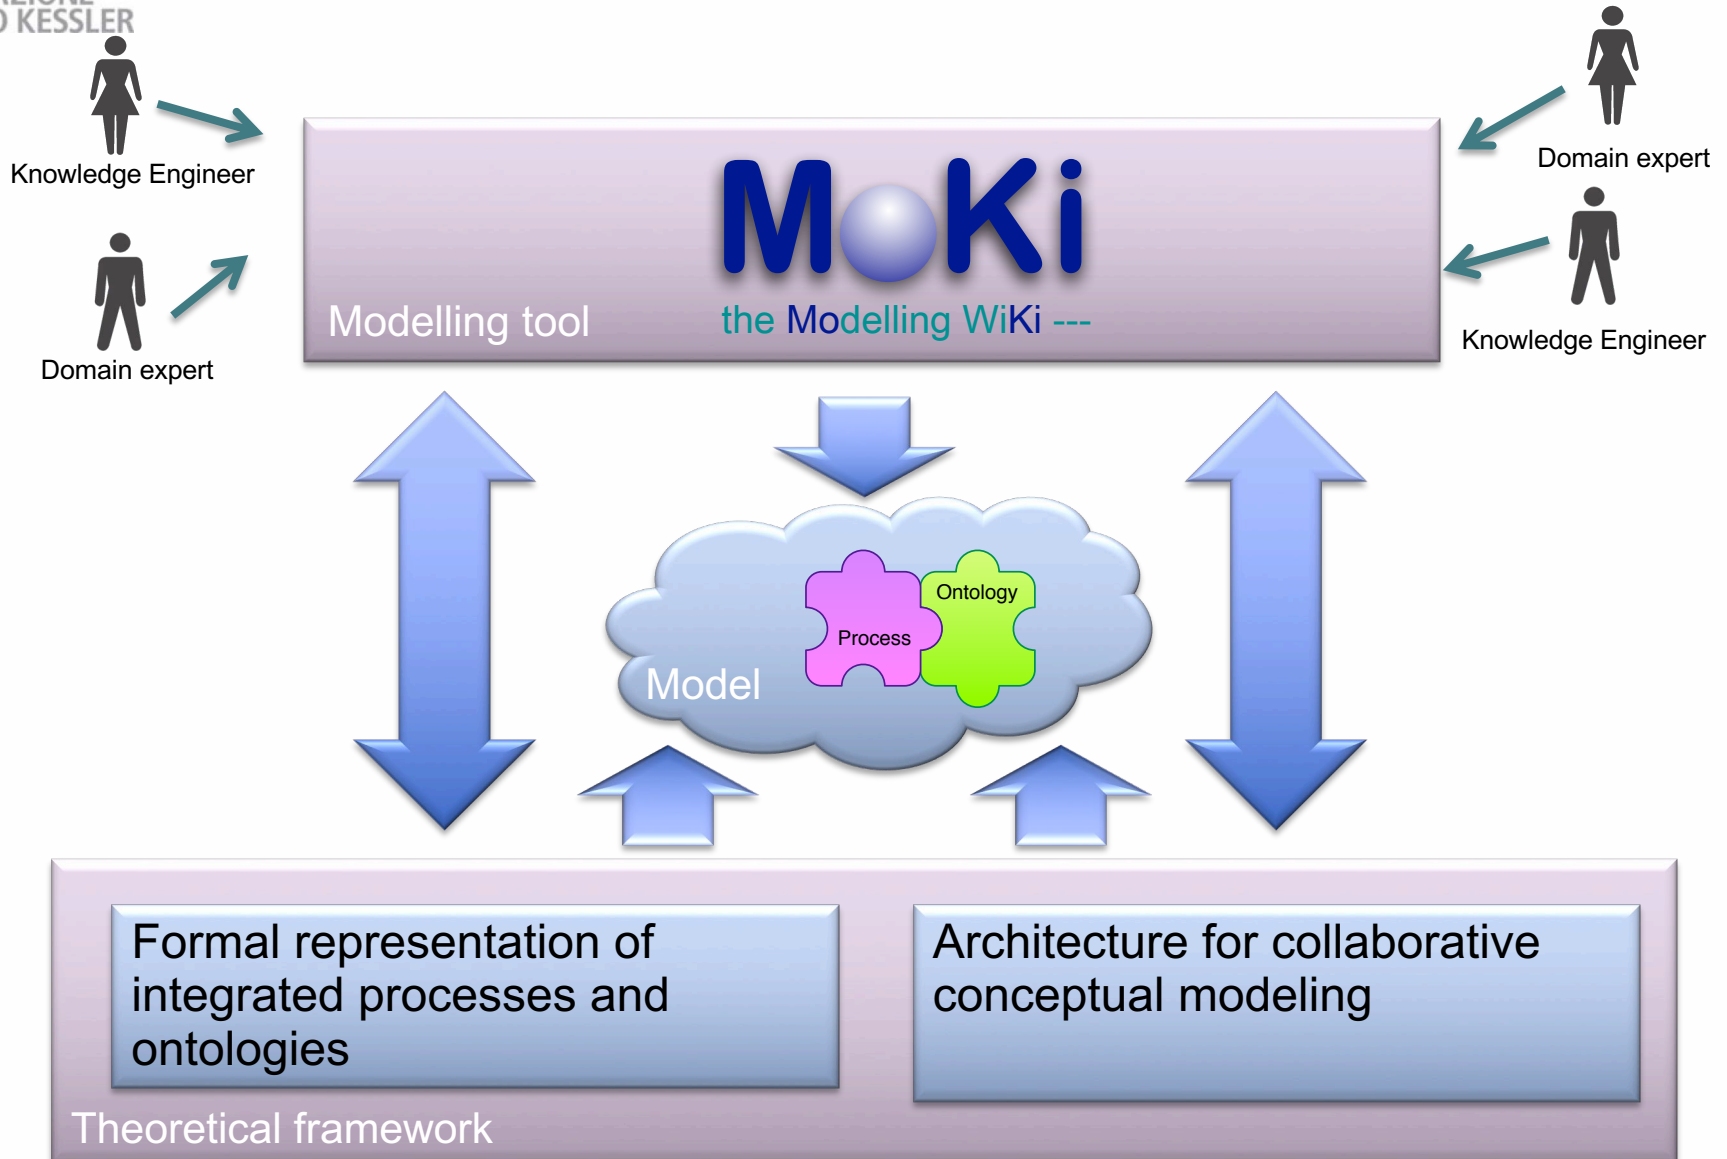 KESSLER
Knowledge Engineer
Domain expert
Domain expert
Knowledge Engineer
MoKi
Modelling tool
the Modelling WiKi ---
Ontology
Process
Model
Formal representation of
integrated processes and
ontologies
Architecture for collaborative
conceptual modeling
Theoretical framework